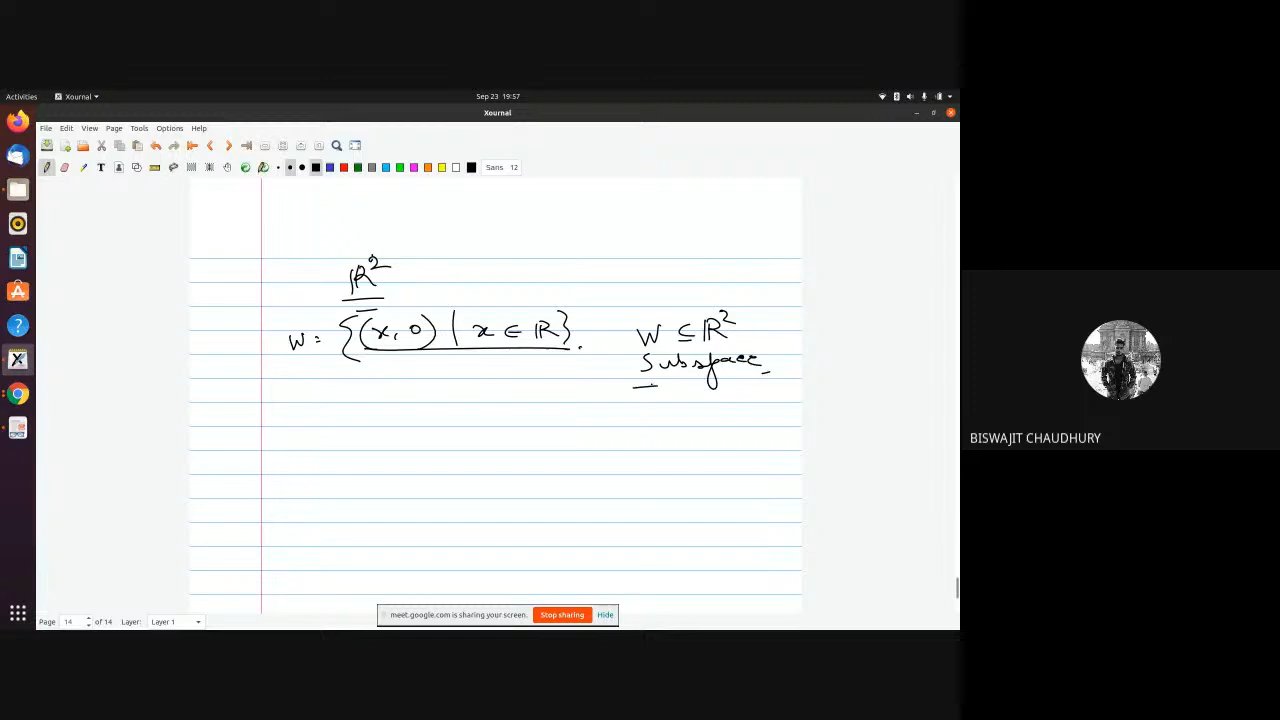 Activities
Xournal
Sep 23 19:57
Xournal
File Edit View Page Tools Options Help
Sans 12
ℝ²
W = {(x, 0) | x ∈ ℝ}.
W ⊆ ℝ²
Subspace
BISWAJIT CHAUDHURY
meet.google.com is sharing your screen. Stop sharing Hide
Page 14 of 14 Layer: Layer 1